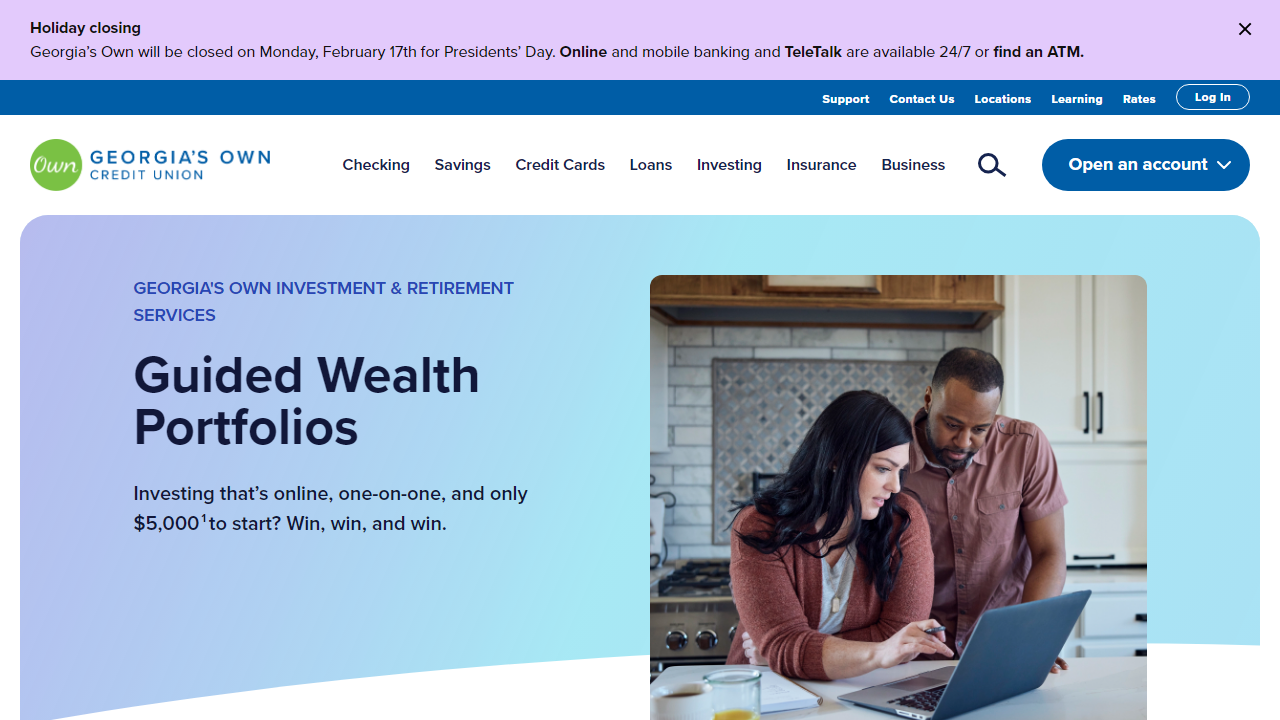 Holiday closing
Georgia’s Own will be closed on Monday, February 17th for Presidents’ Day. Online and mobile banking and TeleTalk are available 24/7 or find an ATM.
Support Contact Us Locations Learning Rates Log In
Own GEORGIA'S OWN
CREDIT UNION
Checking Savings Credit Cards Loans Investing Insurance Business Open an account
GEORGIA'S OWN INVESTMENT & RETIREMENT
SERVICES
Guided Wealth
Portfolios
Investing that’s online, one-on-one, and only
$5,000¹ to start? Win, win, and win.